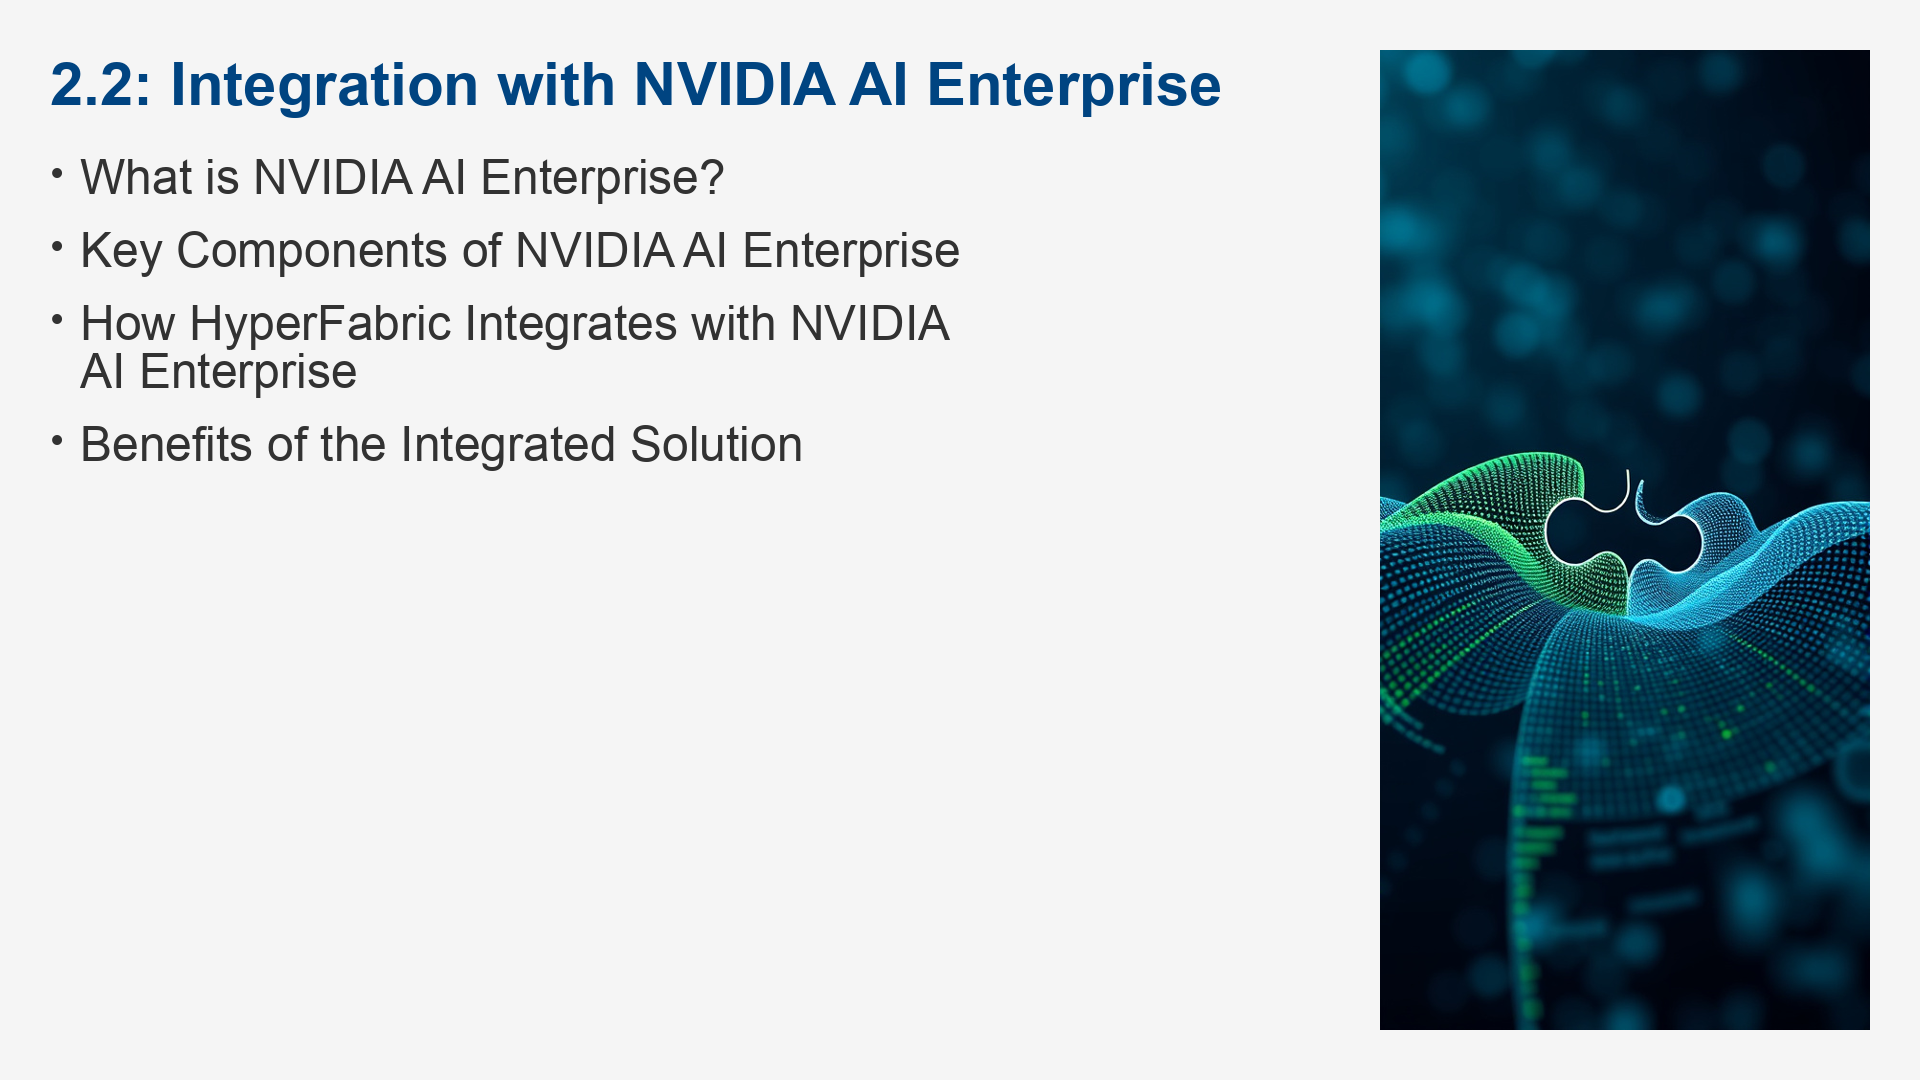 2.2: Integration with NVIDIA AI Enterprise
• What is NVIDIA AI Enterprise?
• Key Components of NVIDIA AI Enterprise
• How HyperFabric Integrates with NVIDIA
AI Enterprise
• Benefits of the Integrated Solution